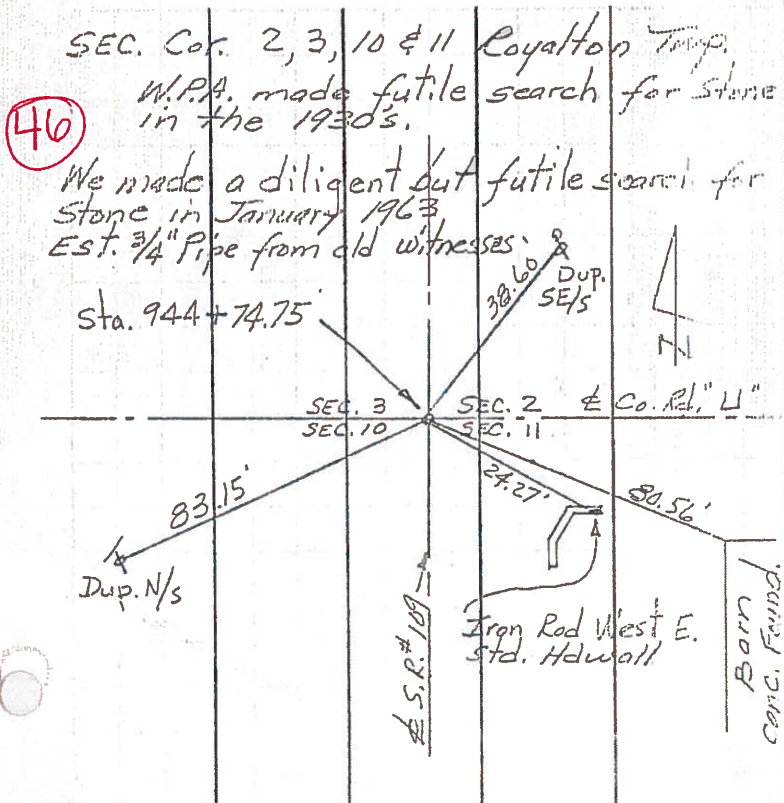 SEC. Cor. 2, 3, 10 & 11 Royalton Twp.
W.P.A. made futile search for Stone
in the 1930's.
46
We made a diligent but futile search for
Stone in January 1963
Est. 3/4" Pipe from old witnesses.
38.60
Dup.
SE/s
Sta. 944 + 74.75
SEC. 3
SEC. 2
℄ Co. Rd. "U"
SEC. 10
SEC. 11
83.15'
24.27'
80.56'
Dup. N/s
℄ S.R. # 109
Iron Rod West E.
Std. Hdwall
Barn
Conc. Found.